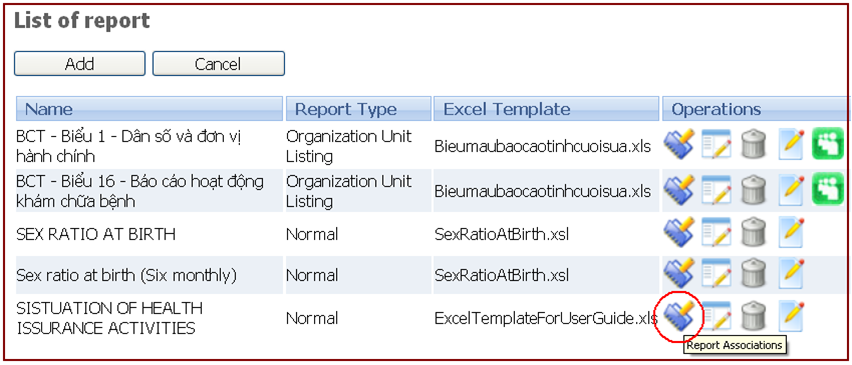 List of report
Add Cancel
Name Report Type Excel Template Operations
BCT - Biểu 1 - Dân số và đơn vị
hành chính
Organization Unit
Listing
Bieumaubaocaotinhcuoisua.xls
BCT - Biểu 16 - Báo cáo hoạt động
khám chữa bệnh
Organization Unit
Listing
Bieumaubaocaotinhcuoisua.xls
SEX RATIO AT BIRTH Normal SexRatioAtBirth.xsl
Sex ratio at birth (Six monthly) Normal SexRatioAtBirth.xsl
SISTUATION OF HEALTH
ISSURANCE ACTIVITIES
Normal ExcelTemplateForUserGuide.xls
Report Associations